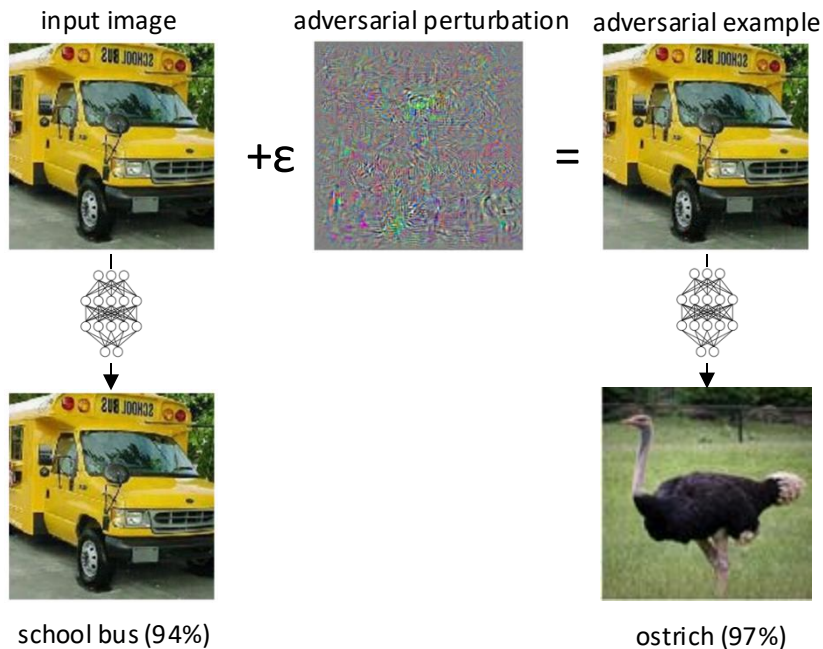 input image
adversarial perturbation
adversarial example
SCHOOL BUS
SCHOOL BUS
+ε
=
SCHOOL BUS
school bus (94%)
ostrich (97%)